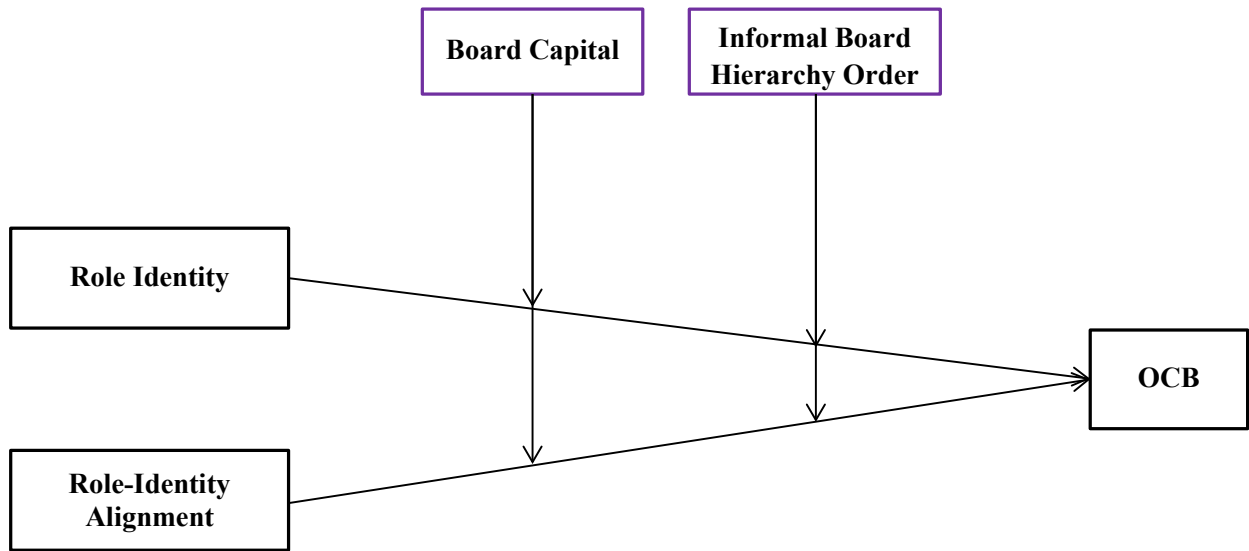 Board Capital
Informal Board
Hierarchy Order
Role Identity
OCB
Role-Identity
Alignment